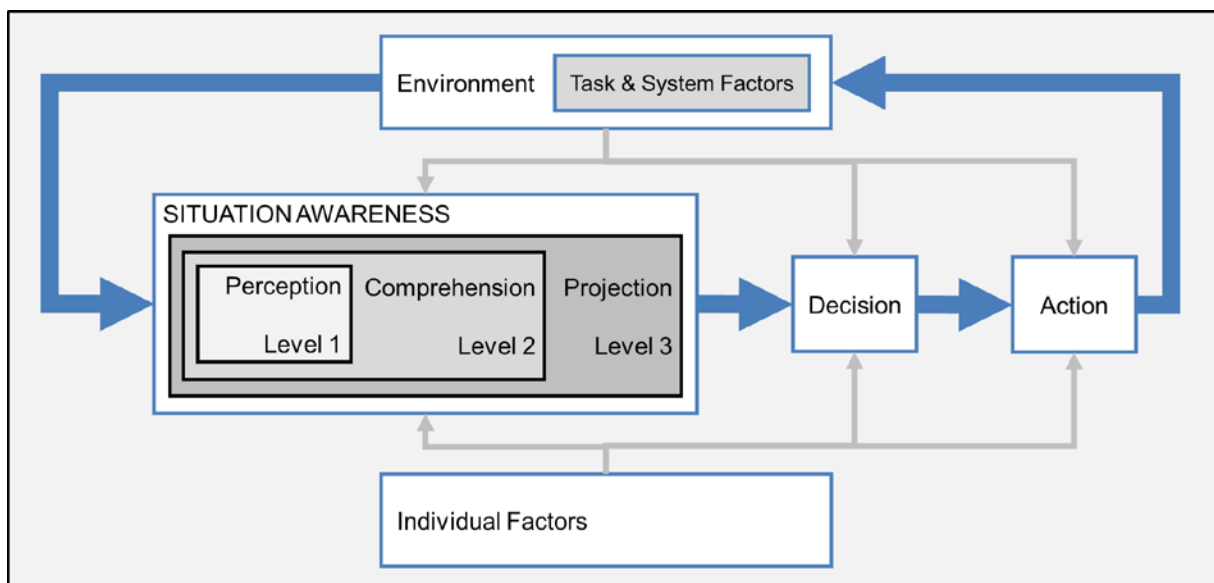 Environment
Task & System Factors
SITUATION AWARENESS
Perception
Level 1
Comprehension
Level 2
Projection
Level 3
Decision
Action
Individual Factors